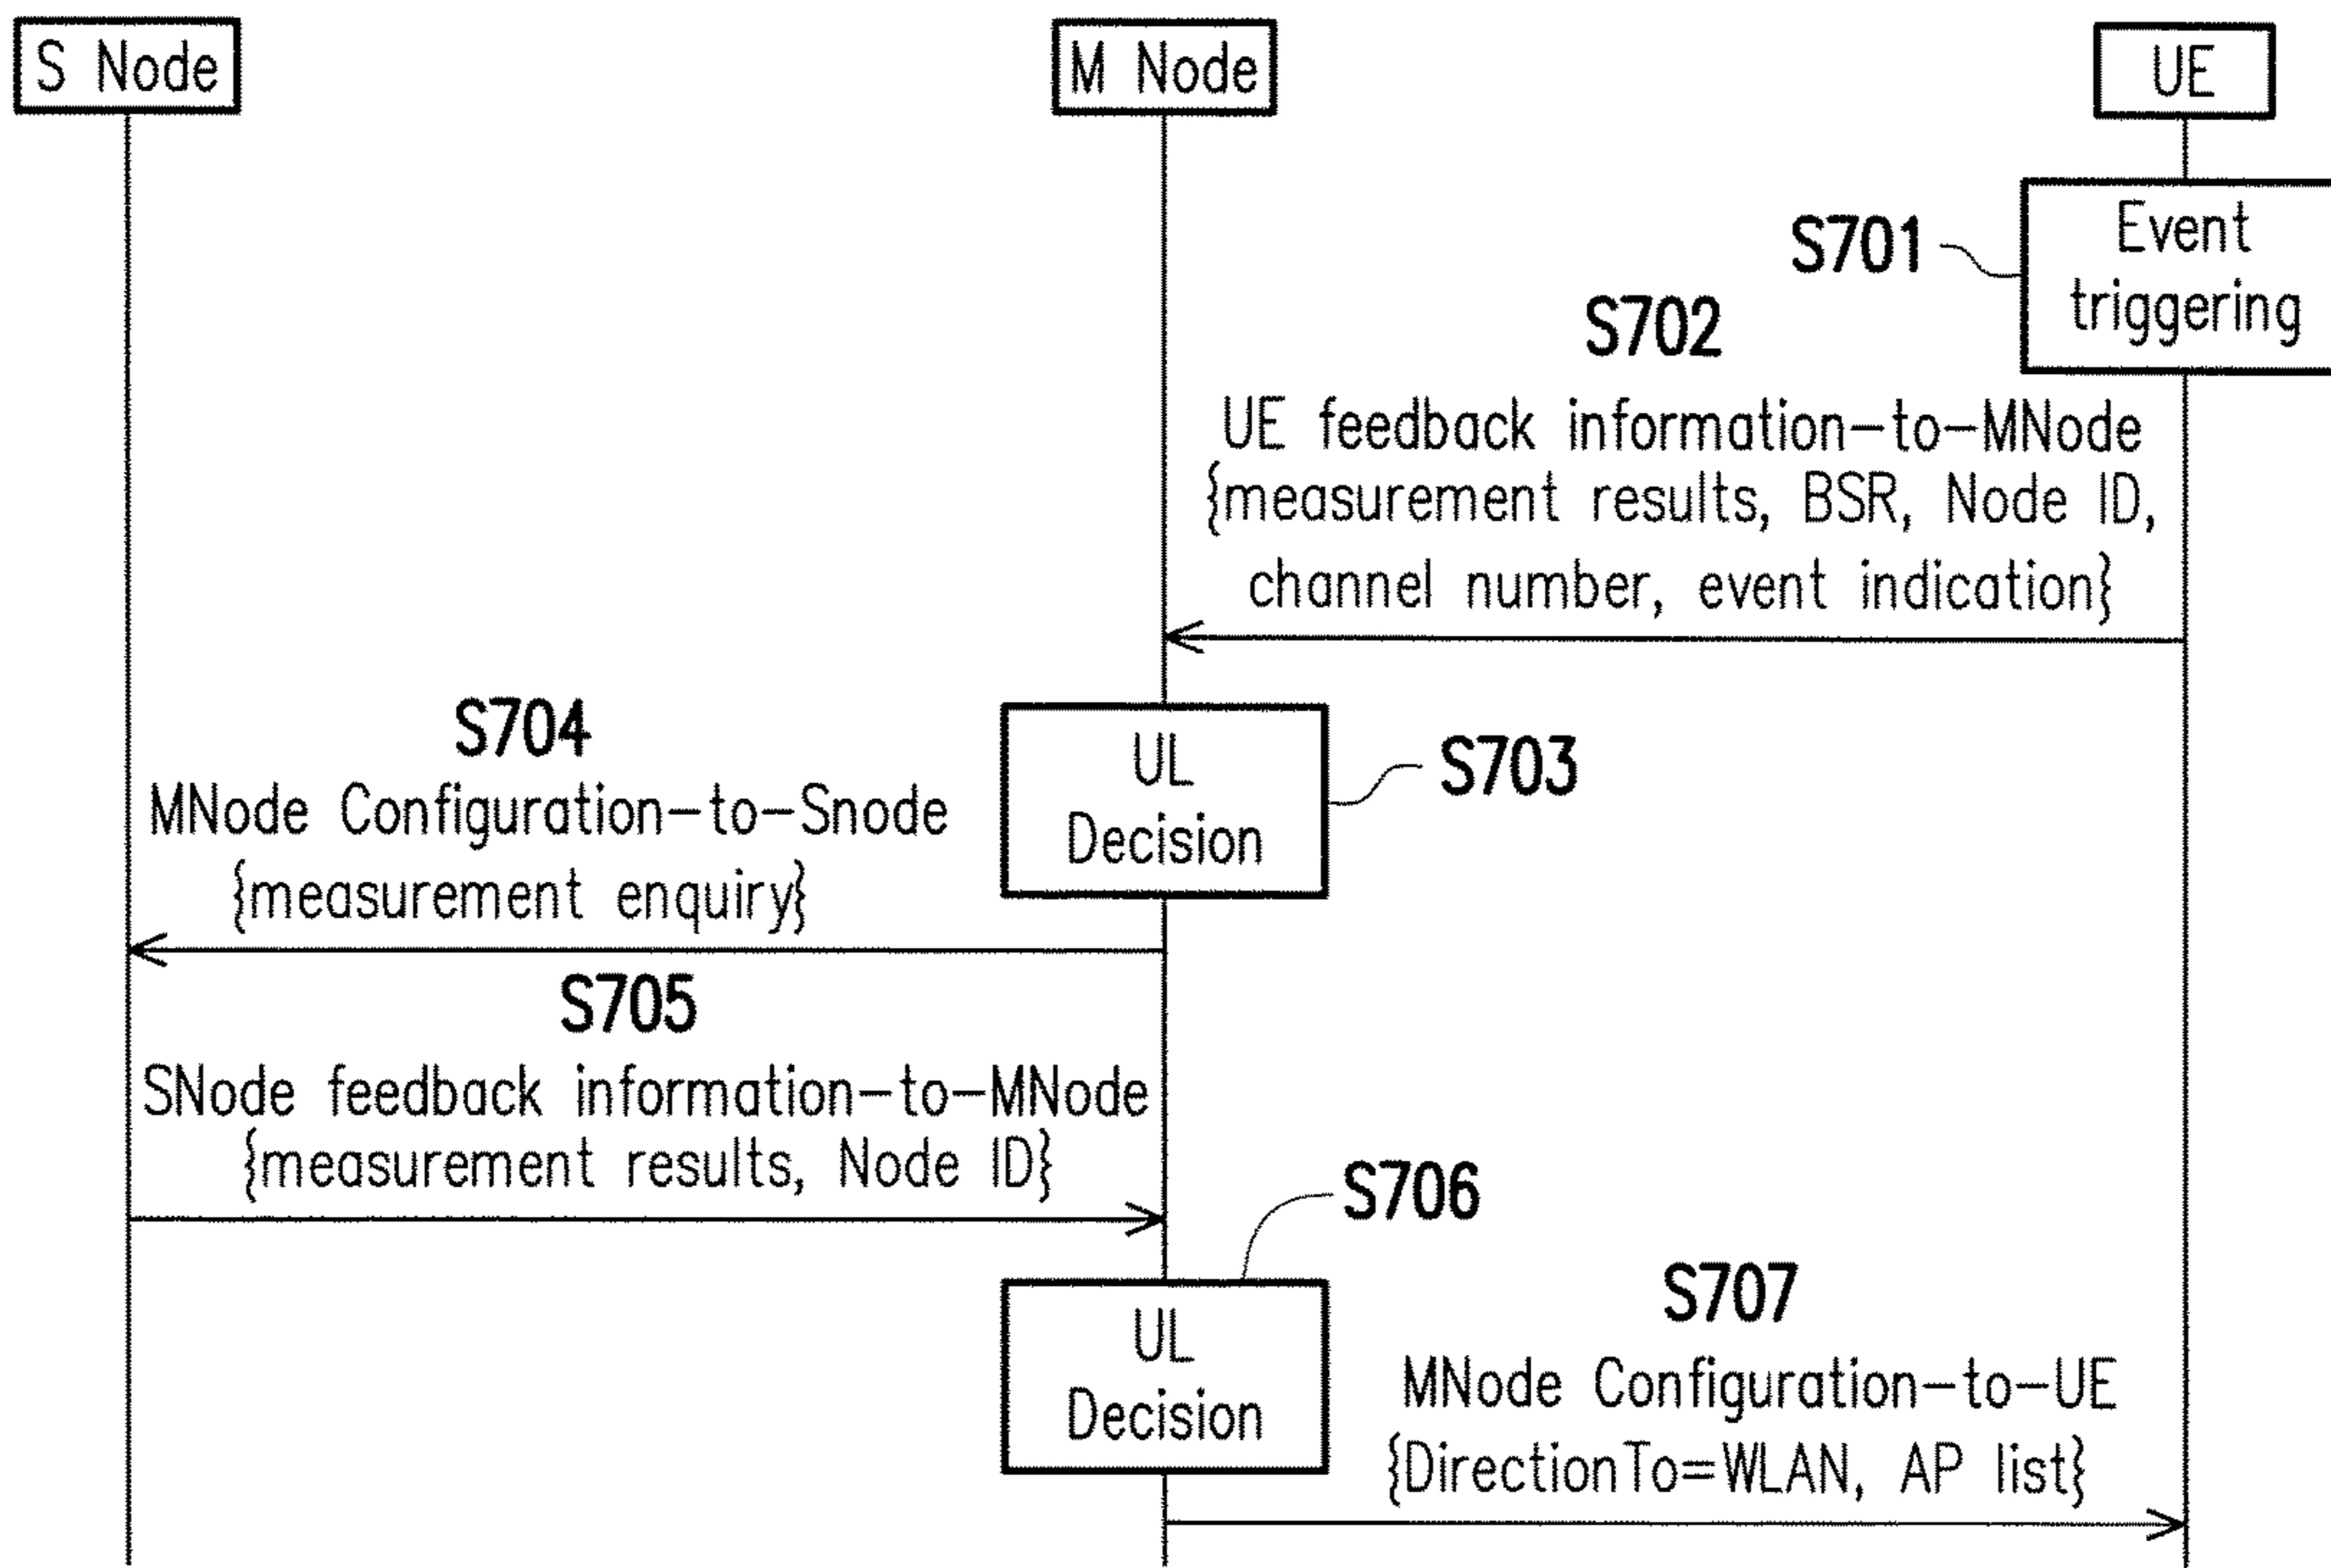 S Node
M Node
UE
S701
Event
triggering
S702
UE feedback information-to-MNode
{measurement results, BSR, Node ID,
channel number, event indication}
UL
Decision
S703
S704
MNode Configuration-to-Snode
{measurement enquiry}
S705
SNode feedback information-to-MNode
{measurement results, Node ID}
S706
UL
Decision
S707
MNode Configuration-to-UE
{DirectionTo=WLAN, AP list}